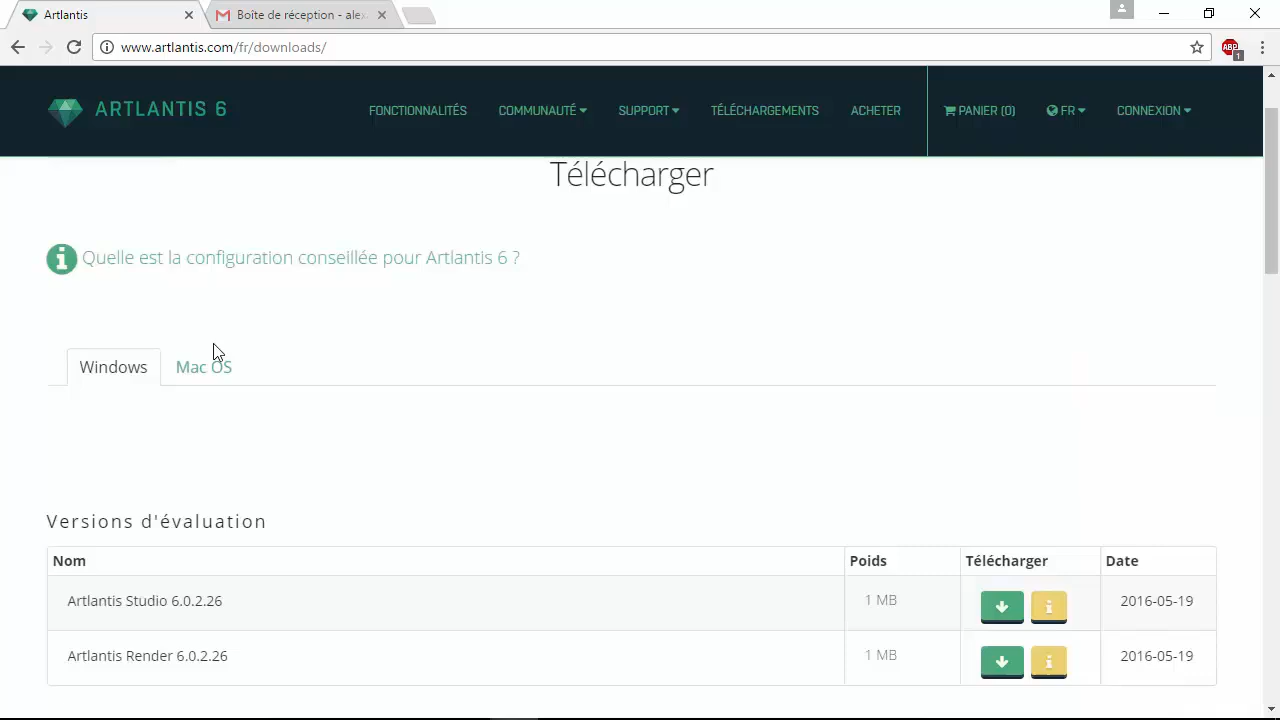 Artlantis
Boîte de réception - alex
www.artlantis.com/fr/downloads/
ABP
1
ARTLANTIS 6
FONCTIONNALITÉS
COMMUNAUTÉ
SUPPORT
TÉLÉCHARGEMENTS
ACHETER
PANIER (0)
FR
CONNEXION
Télécharger
Quelle est la configuration conseillée pour Artlantis 6 ?
Windows
Mac OS
Versions d'évaluation
Nom
Poids
Télécharger
Date
Artlantis Studio 6.0.2.26
1 MB
2016-05-19
Artlantis Render 6.0.2.26
1 MB
2016-05-19